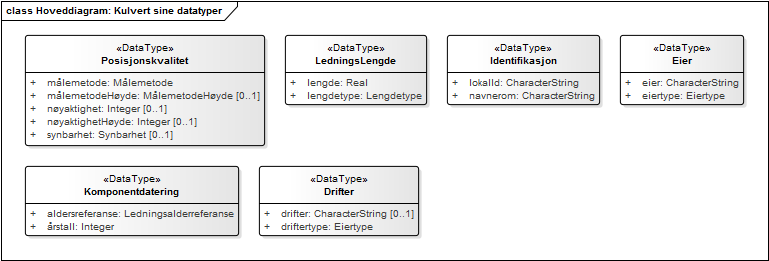 class Hoveddiagram: Kulvert sine datatyper
«DataType»
Posisjonskvalitet
+ målemetode: Målemetode
+ målemetodeHøyde: MålemetodeHøyde [0..1]
+ nøyaktighet: Integer [0..1]
+ nøyaktighetHøyde: Integer [0..1]
+ synbarhet: Synbarhet [0..1]
«DataType»
LedningsLengde
+ lengde: Real
+ lengdetype: Lengdetype
«DataType»
Identifikasjon
+ lokalId: CharacterString
+ navnerom: CharacterString
«DataType»
Eier
+ eier: CharacterString
+ eiertype: Eiertype
«DataType»
Komponentdatering
+ aldersreferanse: Ledningsalderreferanse
+ årstall: Integer
«DataType»
Drifter
+ drifter: CharacterString [0..1]
+ driftertype: Eiertype